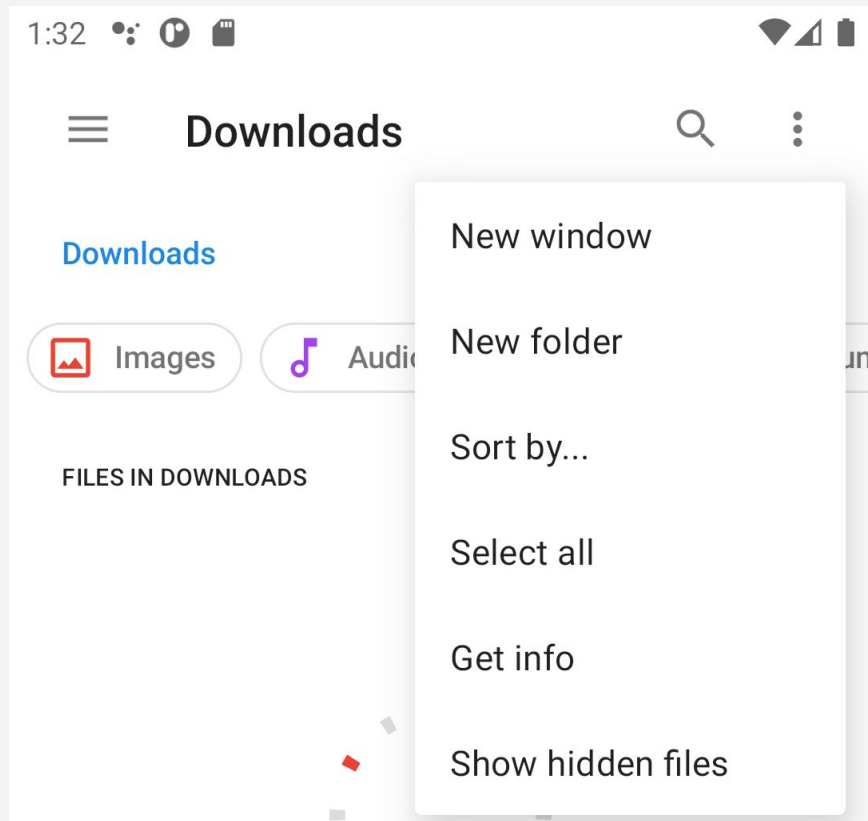 1:32
Downloads
Downloads
Images
FILES IN DOWNLOADS
New window
New folder
Sort by...
Select all
Get info
Show hidden files